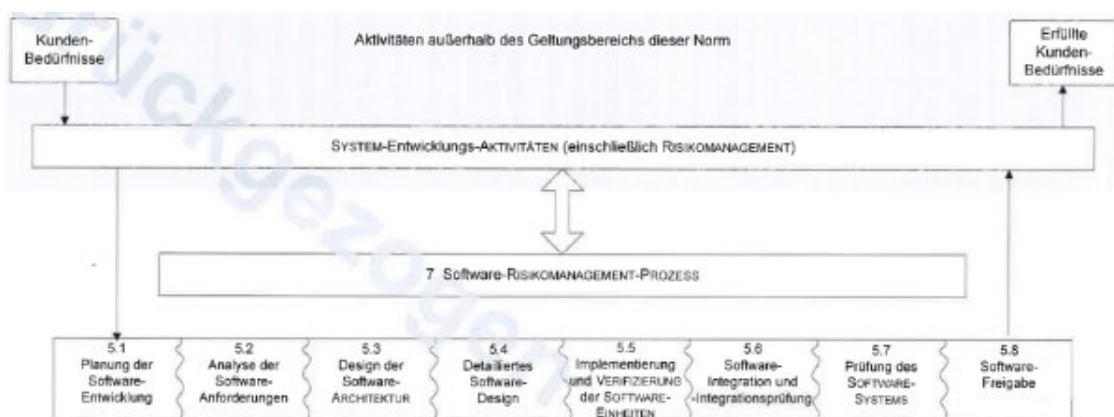 Kunden-
Bedürfnisse
Aktivitäten außerhalb des Geltungsbereichs dieser Norm
Erfüllte
Kunden-
Bedürfnisse
SYSTEM-Entwicklungs-AKTIVITÄTEN (einschließlich RISIKOMANAGEMENT)
7 Software-RISIKOMANAGEMENT-PROZESS
5.1
Planung der
Software-
Entwicklung
5.2
Analyse der
Software-
Anforderungen
5.3
Design der
Software-
ARCHITEKTUR
5.4
Detailliertes
Software-
Design
5.5
Implementierung
und VERIFIZIERUNG
der SOFTWARE-
EINHEITEN
5.6
Software-
Integration und
-Integrationsprüfung
5.7
Prüfung des
SOFTWARE-
SYSTEMS
5.8
Software-
Freigabe
rückgezogen